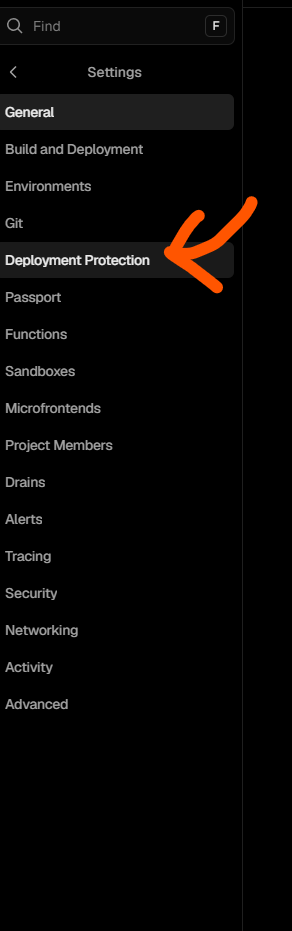 Find
F
Settings
General
Build and Deployment
Environments
Git
Deployment Protection
Passport
Functions
Sandboxes
Microfrontends
Project Members
Drains
Alerts
Tracing
Security
Networking
Activity
Advanced